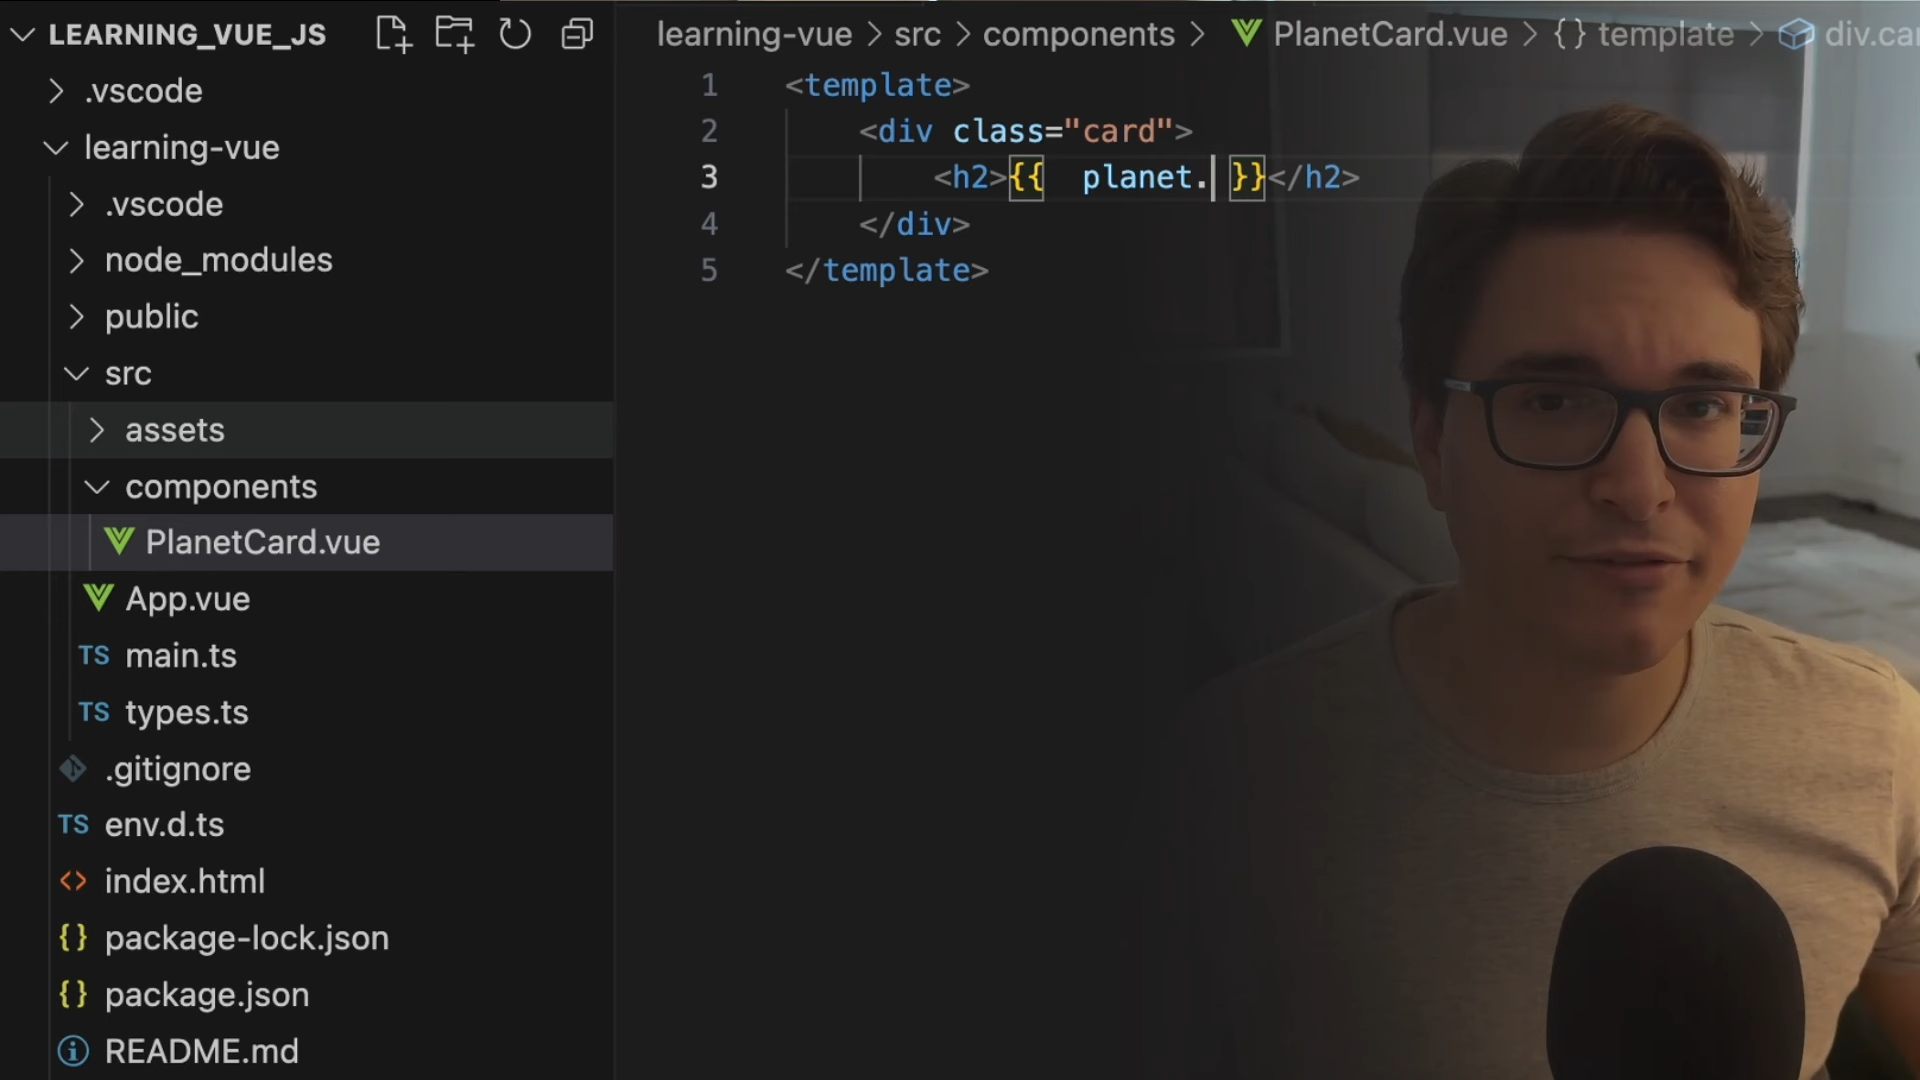 LEARNING_VUE_JS
.vscode
learning-vue
.vscode
node_modules
public
src
assets
components
PlanetCard.vue
App.vue
TS main.ts
TS types.ts
.gitignore
TS env.d.ts
<> index.html
{} package-lock.json
{} package.json
README.md
learning-vue > src > components > PlanetCard.vue > {} template > div.car
1 <template>
2 <div class="card">
3 <h2>{{  planet. }}</h2>
4 </div>
5 </template>